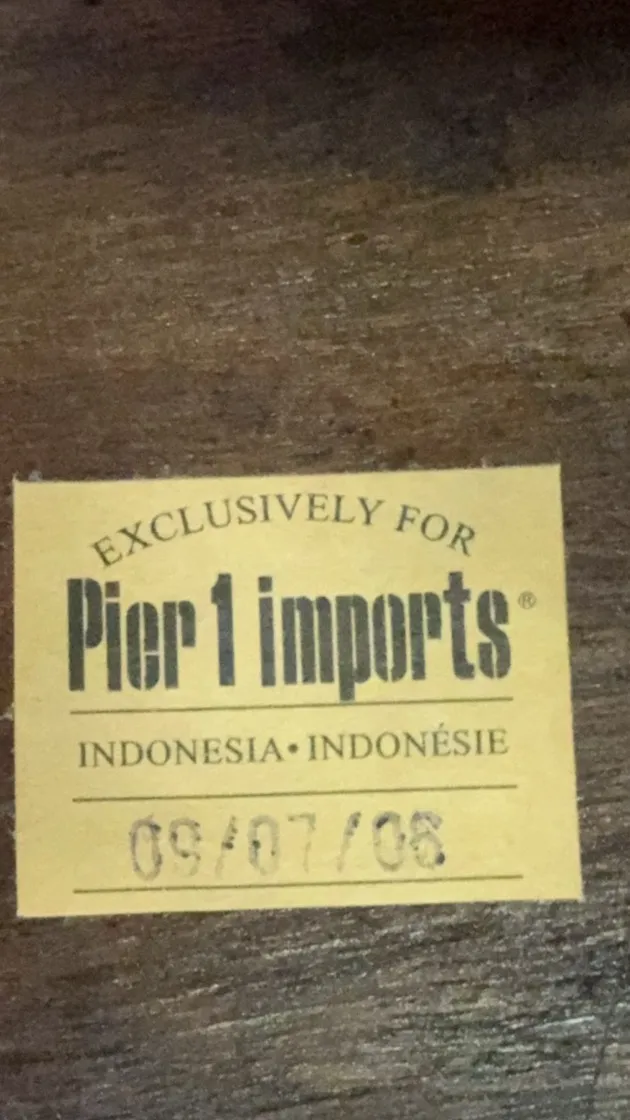 EXCLUSIVELY FOR
Pier 1 imports®
INDONESIA • INDONÉSIE
09/07/06